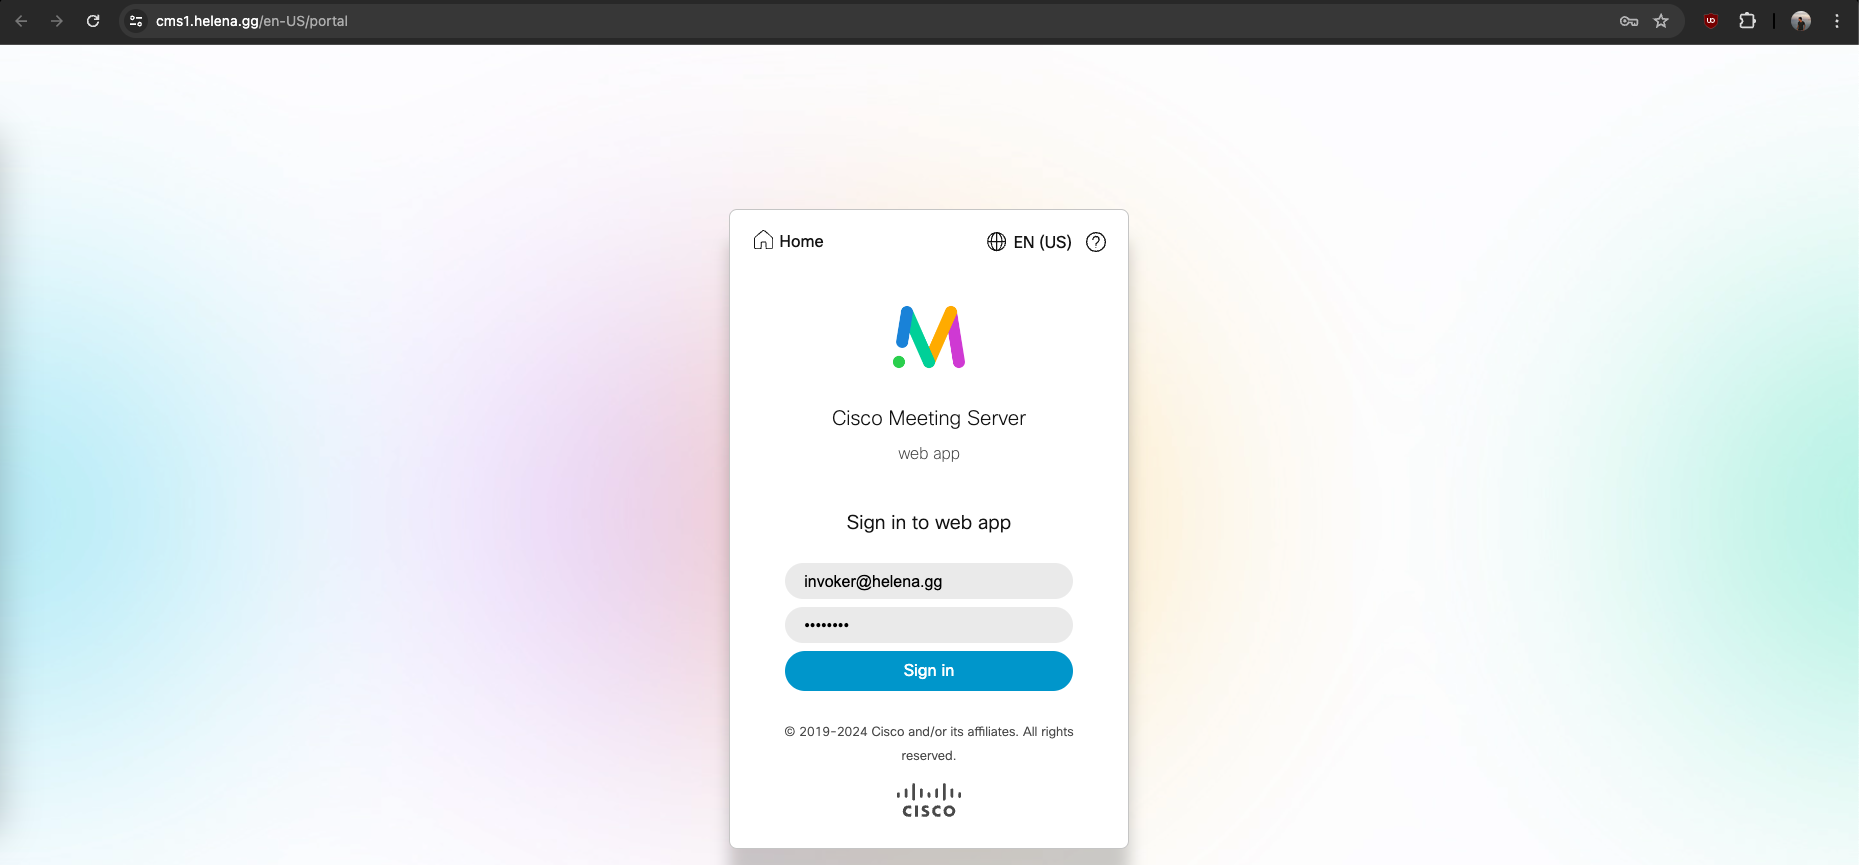 cms1.helena.gg/en-US/portal
Home
EN (US)
Cisco Meeting Server
web app
Sign in to web app
invoker@helena.gg
••••••••
Sign in
© 2019-2024 Cisco and/or its affiliates. All rights
reserved.
CISCO